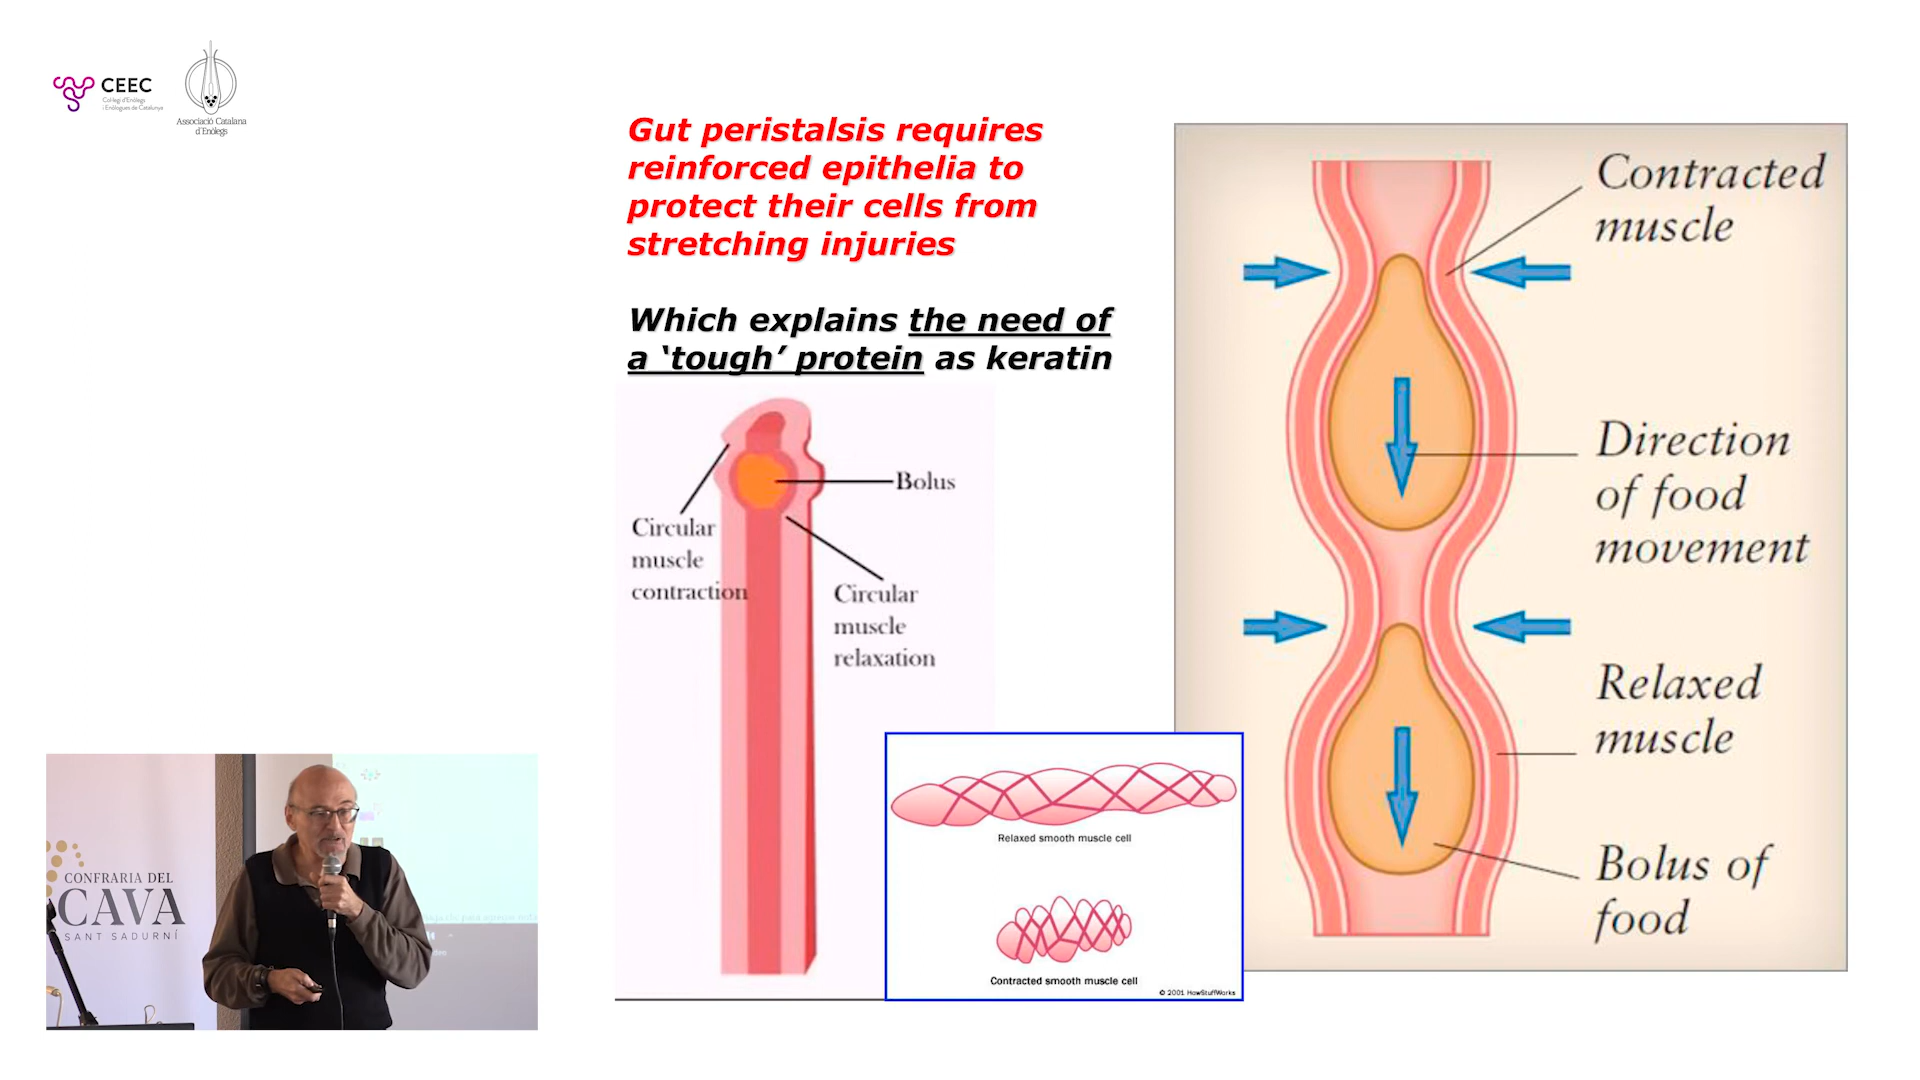 CEEC
Col·legi d'Enòlegs
i Enòlogues de Catalunya
Associació Catalana
d'Enòlegs
Gut peristalsis requires
reinforced epithelia to
protect their cells from
stretching injuries
Which explains the need of
a ‘tough’ protein as keratin
Bolus
Circular
muscle
contraction
Circular
muscle
relaxation
Relaxed smooth muscle cell
Contracted smooth muscle cell
© 2001 HowStuffWorks
Contracted
muscle
Direction
of food
movement
Relaxed
muscle
Bolus of
food
CONFRARIA DEL
CAVA
SANT SADURNÍ